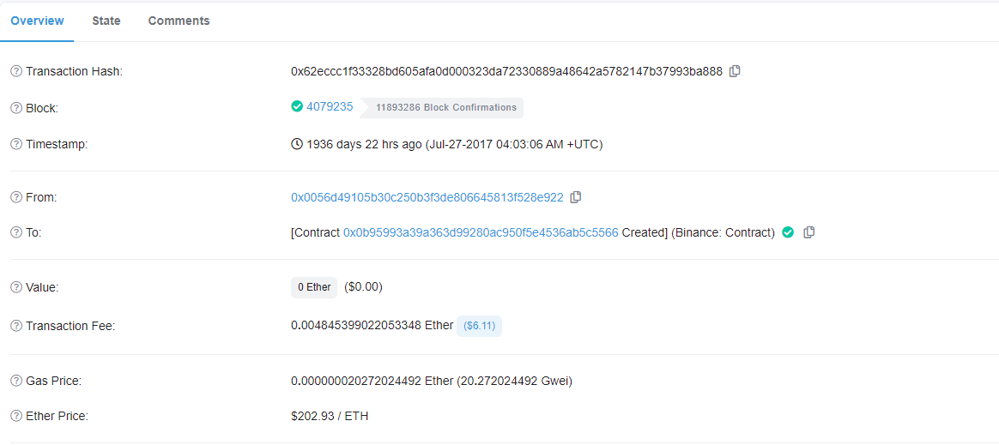 Overview State Comments
Transaction Hash: 0x62eccc1f33328bd605afa0d000323da72330889a48642a5782147b37993ba888
Block: 4079235 11893286 Block Confirmations
Timestamp: 1936 days 22 hrs ago (Jul-27-2017 04:03:06 AM +UTC)
From: 0x0056d49105b30c250b3f3de806645813f528e922
To: [Contract 0x0b95993a39a363d99280ac950f5e4536ab5c5566 Created] (Binance: Contract)
Value: 0 Ether ($0.00)
Transaction Fee: 0.004845399022053348 Ether ($6.11)
Gas Price: 0.000000020272024492 Ether (20.272024492 Gwei)
Ether Price: $202.93 / ETH